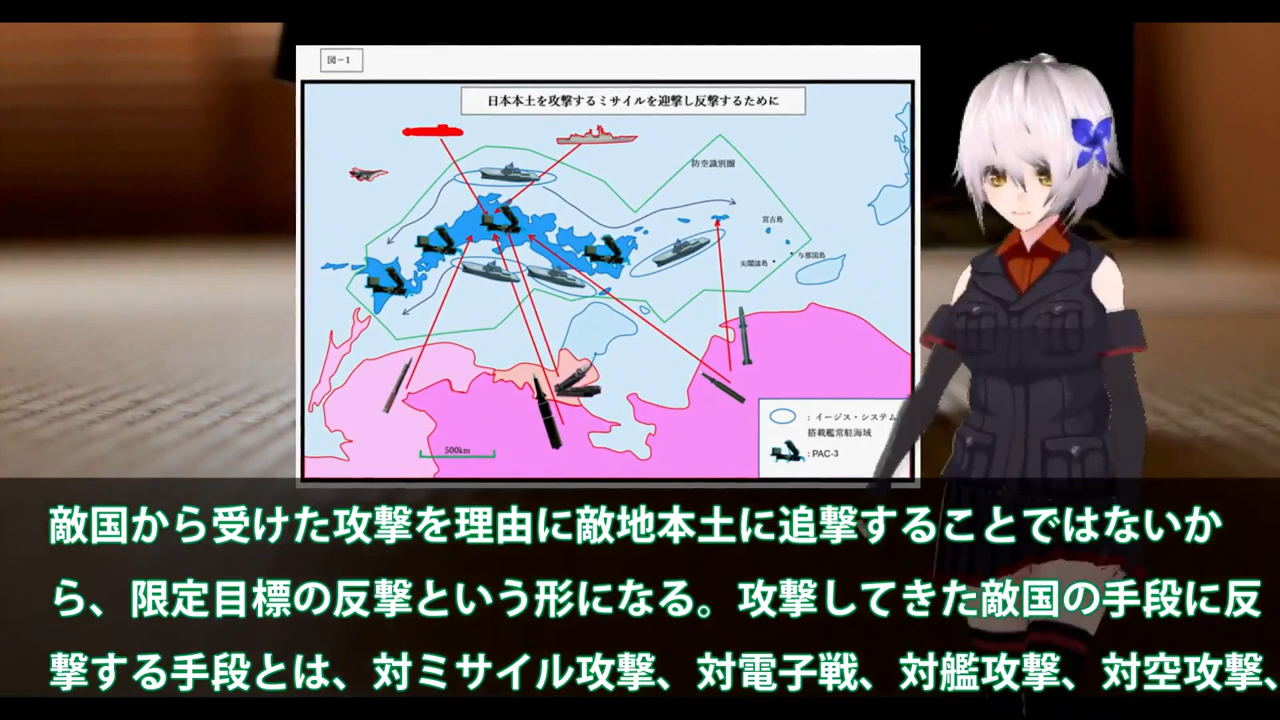 図－1
日本本土を攻撃するミサイルを迎撃し反撃するために
防空識別圏
宮古島
尖閣諸島
与那国島
：イージス・システム
搭載艦常駐海域
：PAC-3
500km
敵国から受けた攻撃を理由に敵地本土に追撃することではないか
ら、限定目標の反撃という形になる。攻撃してきた敵国の手段に反
撃する手段とは、対ミサイル攻撃、対電子戦、対艦攻撃、対空攻撃、